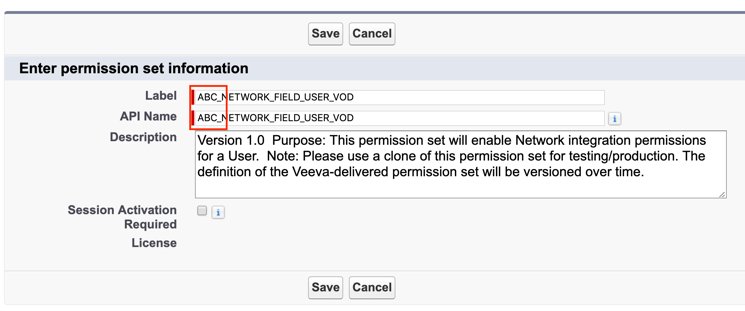 Save Cancel
Enter permission set information
Label ABC_NETWORK_FIELD_USER_VOD
API Name ABC_NETWORK_FIELD_USER_VOD i
Description Version 1.0  Purpose: This permission set will enable Network integration permissions
for a User.  Note: Please use a clone of this permission set for testing/production. The
definition of the Veeva-delivered permission set will be versioned over time.
Session Activation i
Required
License
Save Cancel